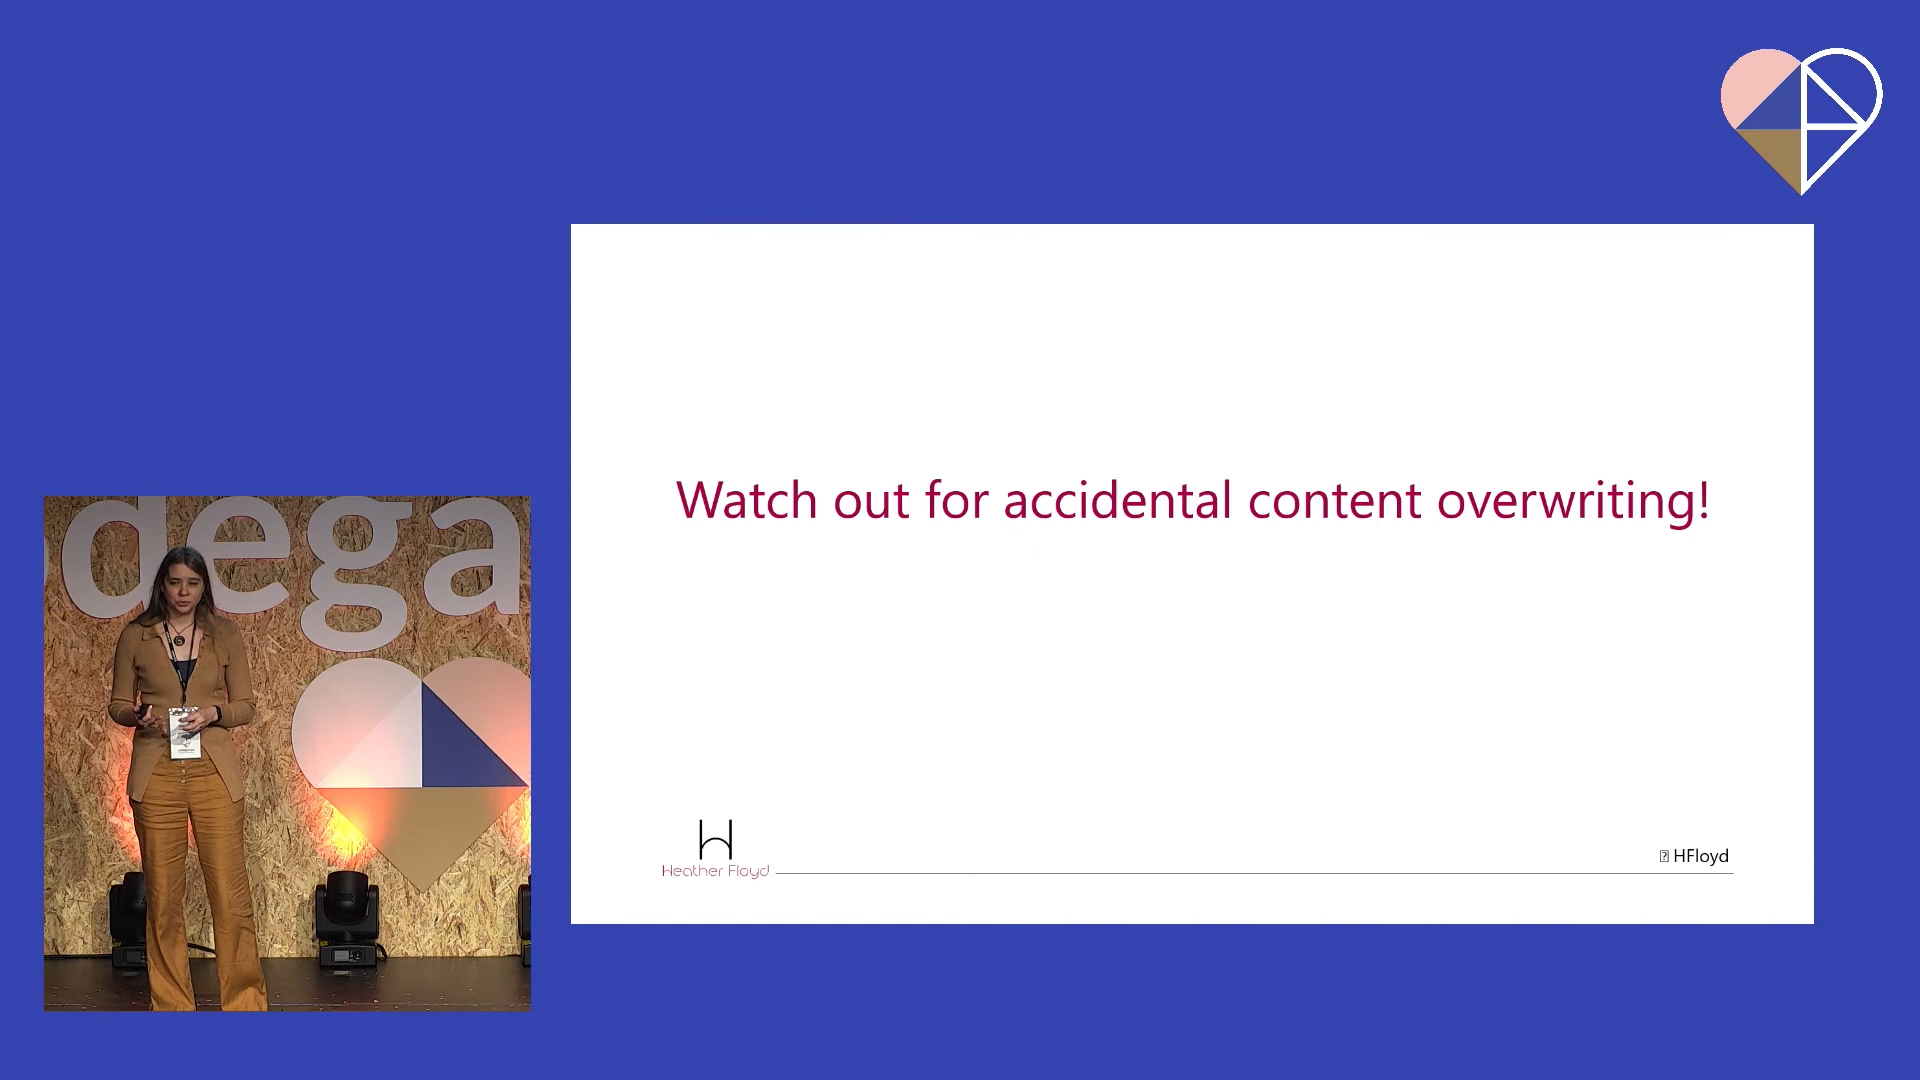 Watch out for accidental content overwriting!
dega
Heather Floyd
HFloyd